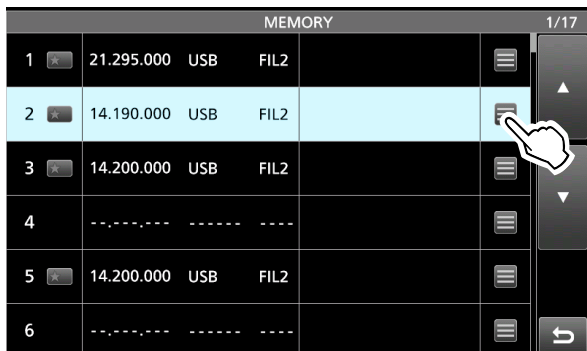 MEMORY 1/17
1 21.295.000 USB FIL2
2 14.190.000 USB FIL2
3 14.200.000 USB FIL2
4 --.---.--- ------ ----
5 14.200.000 USB FIL2
6 --.---.--- ------ ----